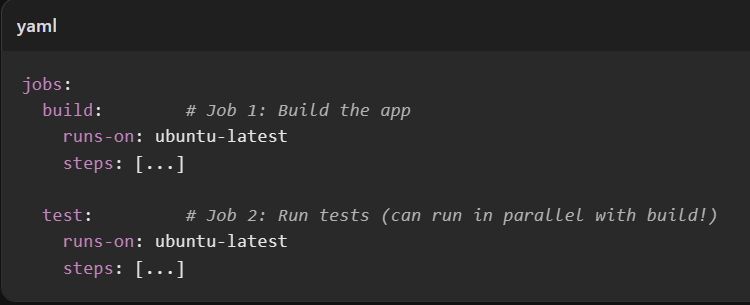 yaml
jobs:
  build:        # Job 1: Build the app
    runs-on: ubuntu-latest
    steps: [...]
  test:         # Job 2: Run tests (can run in parallel with build!)
    runs-on: ubuntu-latest
    steps: [...]